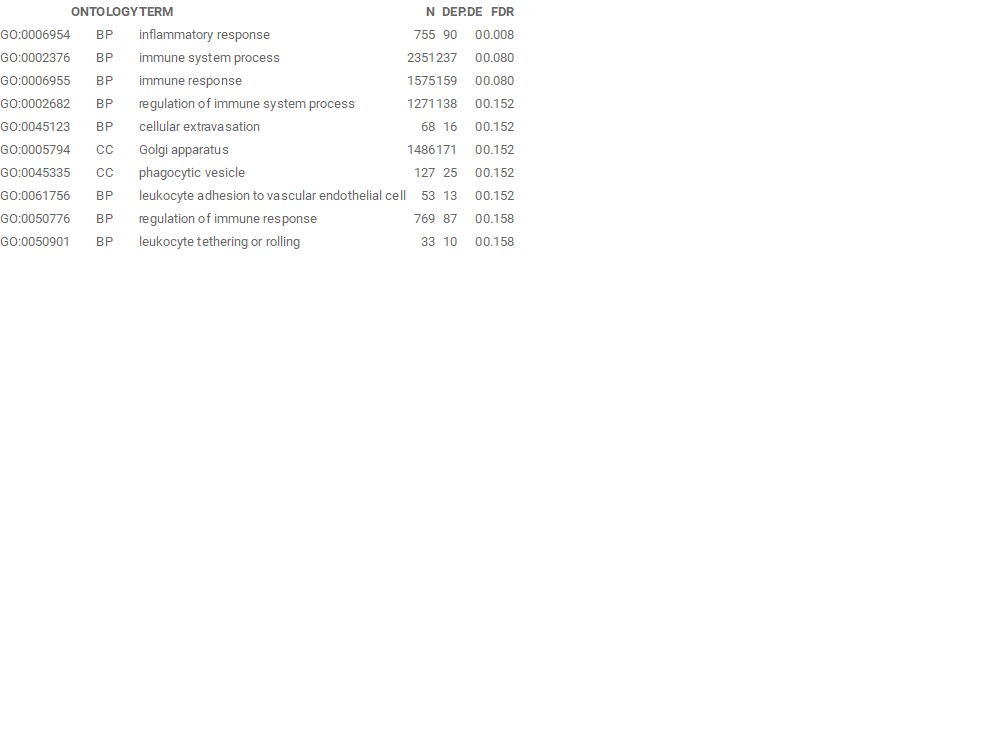 ONTOLOGY TERM N DE P.DE FDR
GO:0006954 BP inflammatory response 755 90 0 0.008
GO:0002376 BP immune system process 2351 237 0 0.080
GO:0006955 BP immune response 1575 159 0 0.080
GO:0002682 BP regulation of immune system process 1271 138 0 0.152
GO:0045123 BP cellular extravasation 68 16 0 0.152
GO:0005794 CC Golgi apparatus 1486 171 0 0.152
GO:0045335 CC phagocytic vesicle 127 25 0 0.152
GO:0061756 BP leukocyte adhesion to vascular endothelial cell 53 13 0 0.152
GO:0050776 BP regulation of immune response 769 87 0 0.158
GO:0050901 BP leukocyte tethering or rolling 33 10 0 0.158